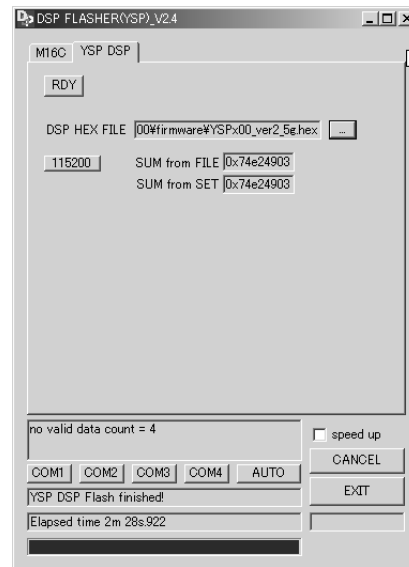 DSP FLASHER(YSP)_V2.4
M16C YSP DSP
RDY
DSP HEX FILE 00¥firmware¥YSPx00_ver2_5g.hex ...
115200 SUM from FILE 0x74e24903
SUM from SET 0x74e24903
no valid data count = 4
speed up
CANCEL
COM1 COM2 COM3 COM4 AUTO
YSP DSP Flash finished!
EXIT
Elapsed time 2m 28s.922